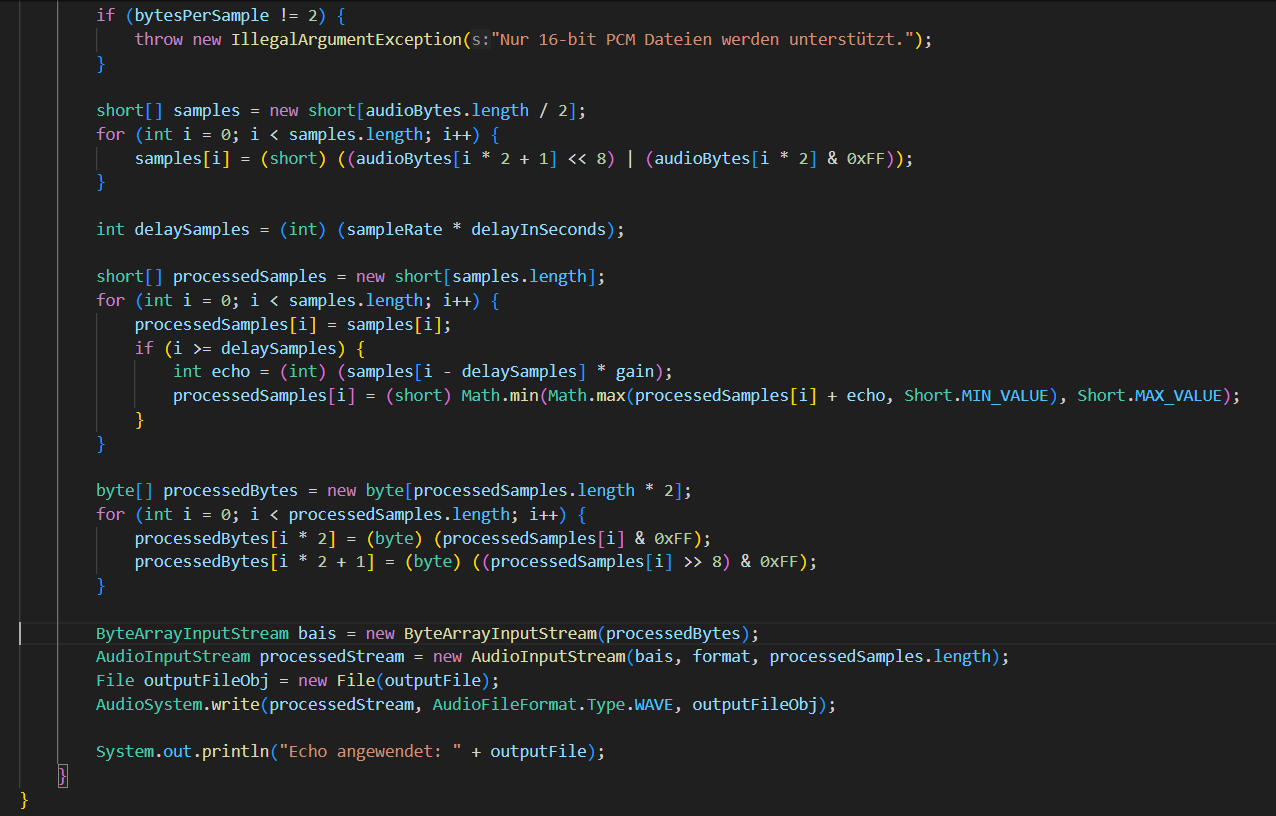 if (bytesPerSample != 2) {
throw new IllegalArgumentException(s:"Nur 16-bit PCM Dateien werden unterstützt.");
}
short[] samples = new short[audioBytes.length / 2];
for (int i = 0; i < samples.length; i++) {
samples[i] = (short) ((audioBytes[i * 2 + 1] << 8) | (audioBytes[i * 2] & 0xFF));
}
int delaySamples = (int) (sampleRate * delayInSeconds);
short[] processedSamples = new short[samples.length];
for (int i = 0; i < samples.length; i++) {
processedSamples[i] = samples[i];
if (i >= delaySamples) {
int echo = (int) (samples[i - delaySamples] * gain);
processedSamples[i] = (short) Math.min(Math.max(processedSamples[i] + echo, Short.MIN_VALUE), Short.MAX_VALUE);
}
}
byte[] processedBytes = new byte[processedSamples.length * 2];
for (int i = 0; i < processedSamples.length; i++) {
processedBytes[i * 2] = (byte) (processedSamples[i] & 0xFF);
processedBytes[i * 2 + 1] = (byte) ((processedSamples[i] >> 8) & 0xFF);
}
ByteArrayInputStream bais = new ByteArrayInputStream(processedBytes);
AudioInputStream processedStream = new AudioInputStream(bais, format, processedSamples.length);
File outputFileObj = new File(outputFile);
AudioSystem.write(processedStream, AudioFileFormat.Type.WAVE, outputFileObj);
System.out.println("Echo angewendet: " + outputFile);
}
}